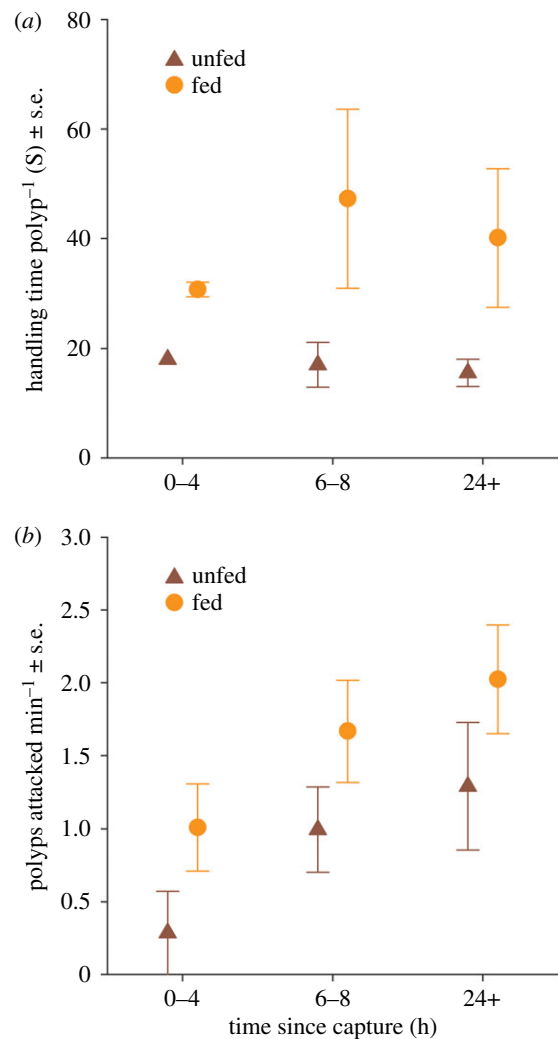 (a)
80
60
40
20
0
handling time polyp⁻¹ (S) ± s.e.
unfed
fed
0–4
6–8
24+
(b)
3.0
2.5
2.0
1.5
1.0
0.5
0
polyps attacked min⁻¹ ± s.e.
unfed
fed
0–4
6–8
24+
time since capture (h)